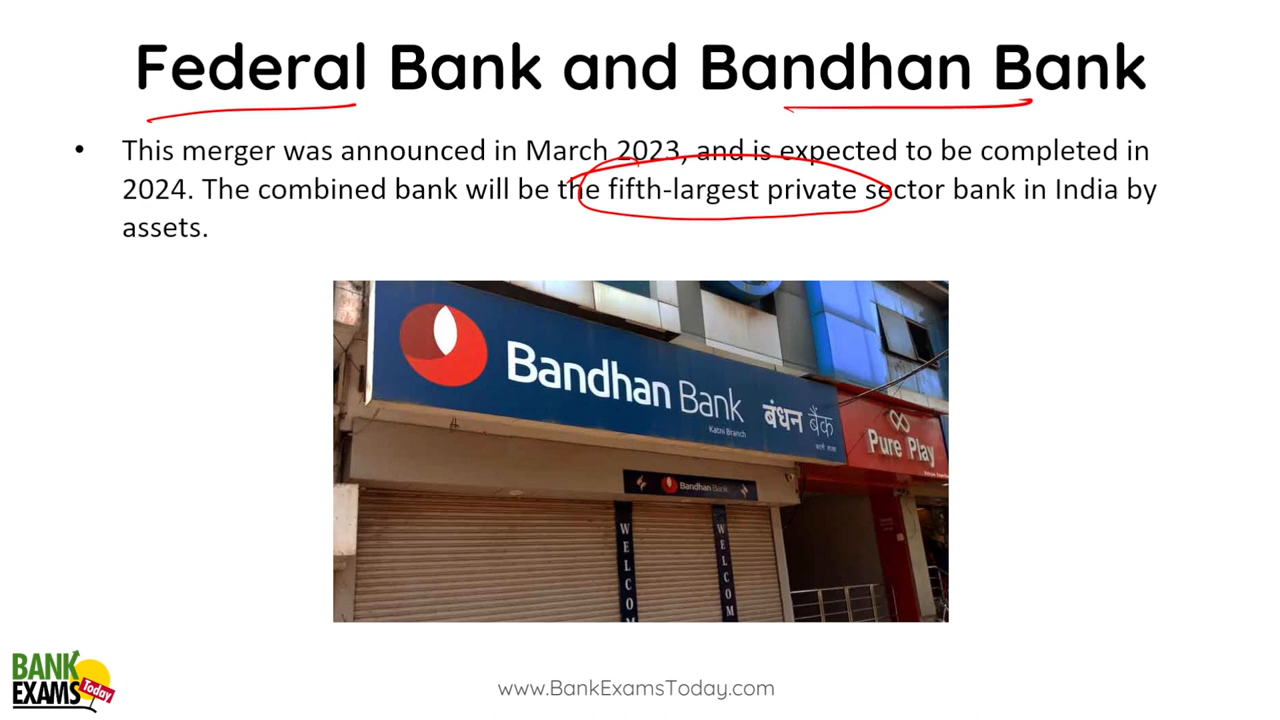 Federal Bank and Bandhan Bank
• This merger was announced in March 2023, and is expected to be completed in
2024. The combined bank will be the fifth-largest private sector bank in India by
assets.
Bandhan Bank बंधन बैंक
Katni Branch
Pure Play
Bandhan Bank
WELCOM
WELCOM
BANK
EXAMS
Today
www.BankExamsToday.com